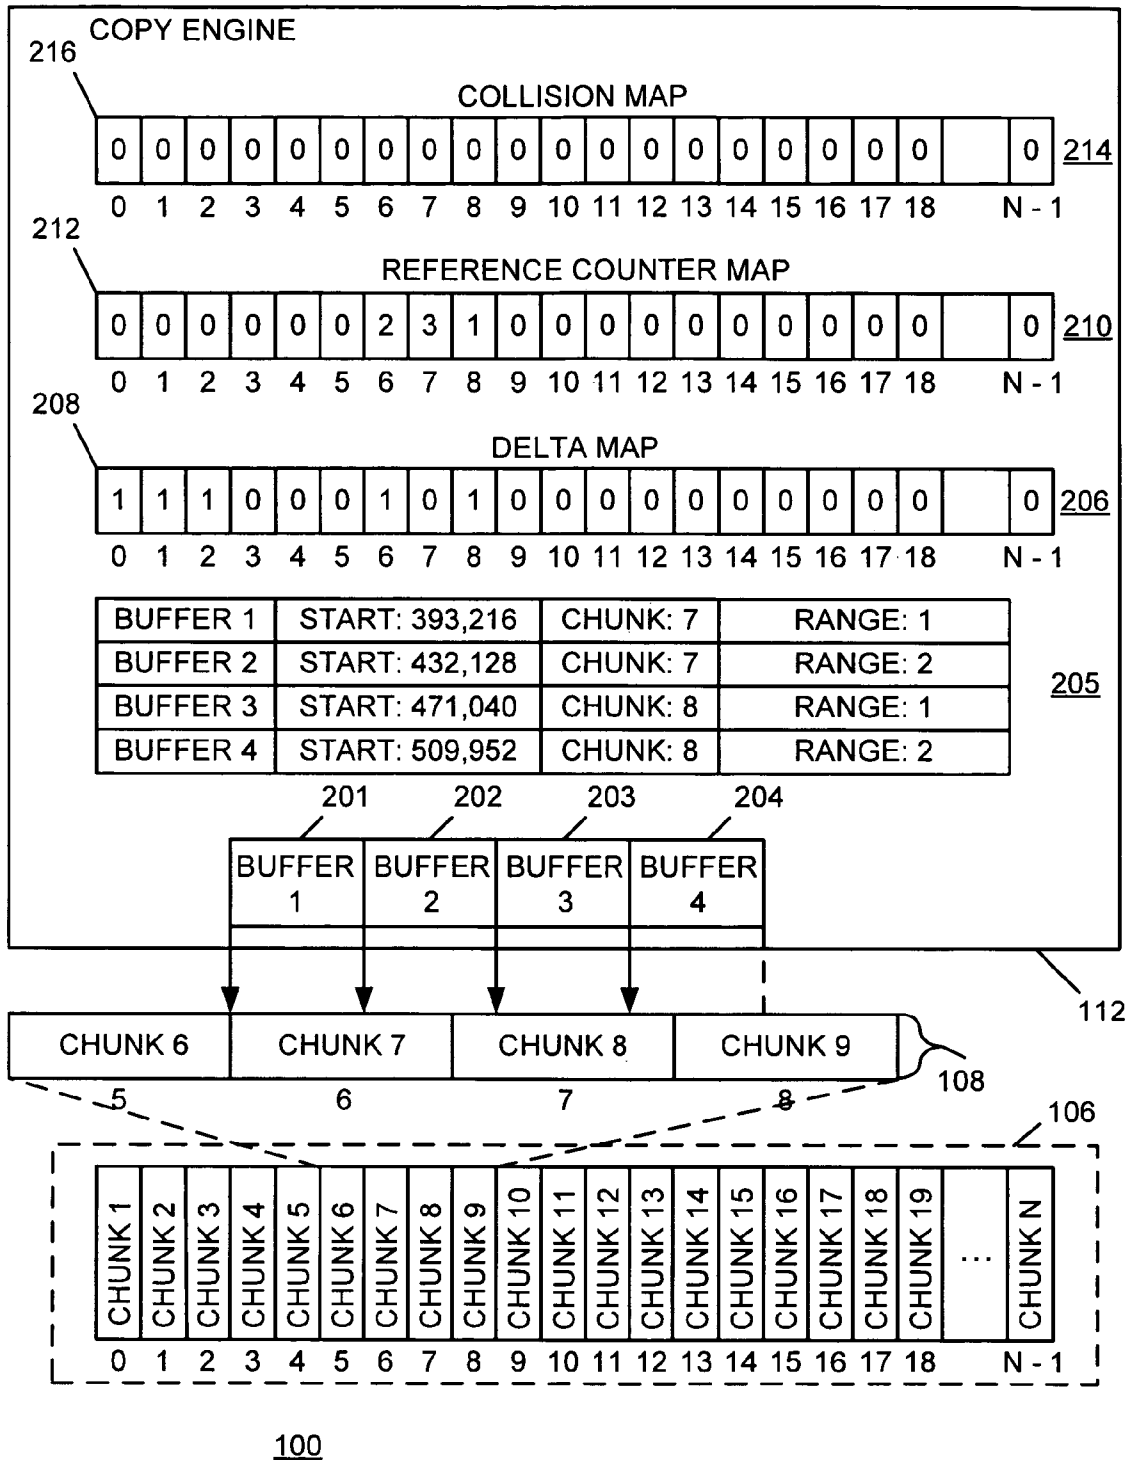 COPY ENGINE
216
COLLISION MAP
0 0 0 0 0 0 0 0 0 0 0 0 0 0 0 0 0 0 0 0 214
0 1 2 3 4 5 6 7 8 9 10 11 12 13 14 15 16 17 18 N - 1
212
REFERENCE COUNTER MAP
0 0 0 0 0 0 2 3 1 0 0 0 0 0 0 0 0 0 0 0 210
0 1 2 3 4 5 6 7 8 9 10 11 12 13 14 15 16 17 18 N - 1
208
DELTA MAP
1 1 1 0 0 0 1 0 1 0 0 0 0 0 0 0 0 0 0 0 206
0 1 2 3 4 5 6 7 8 9 10 11 12 13 14 15 16 17 18 N - 1
BUFFER 1 START: 393,216 CHUNK: 7 RANGE: 1
BUFFER 2 START: 432,128 CHUNK: 7 RANGE: 2
BUFFER 3 START: 471,040 CHUNK: 8 RANGE: 1
BUFFER 4 START: 509,952 CHUNK: 8 RANGE: 2
205
201 202 203 204
BUFFER 1
BUFFER 2
BUFFER 3
BUFFER 4
112
CHUNK 6 CHUNK 7 CHUNK 8 CHUNK 9
108
5 6 7 8
106
CHUNK 1
CHUNK 2
CHUNK 3
CHUNK 4
CHUNK 5
CHUNK 6
CHUNK 7
CHUNK 8
CHUNK 9
CHUNK 10
CHUNK 11
CHUNK 12
CHUNK 13
CHUNK 14
CHUNK 15
CHUNK 16
CHUNK 17
CHUNK 18
CHUNK 19
...
CHUNK N
0 1 2 3 4 5 6 7 8 9 10 11 12 13 14 15 16 17 18 N - 1
100